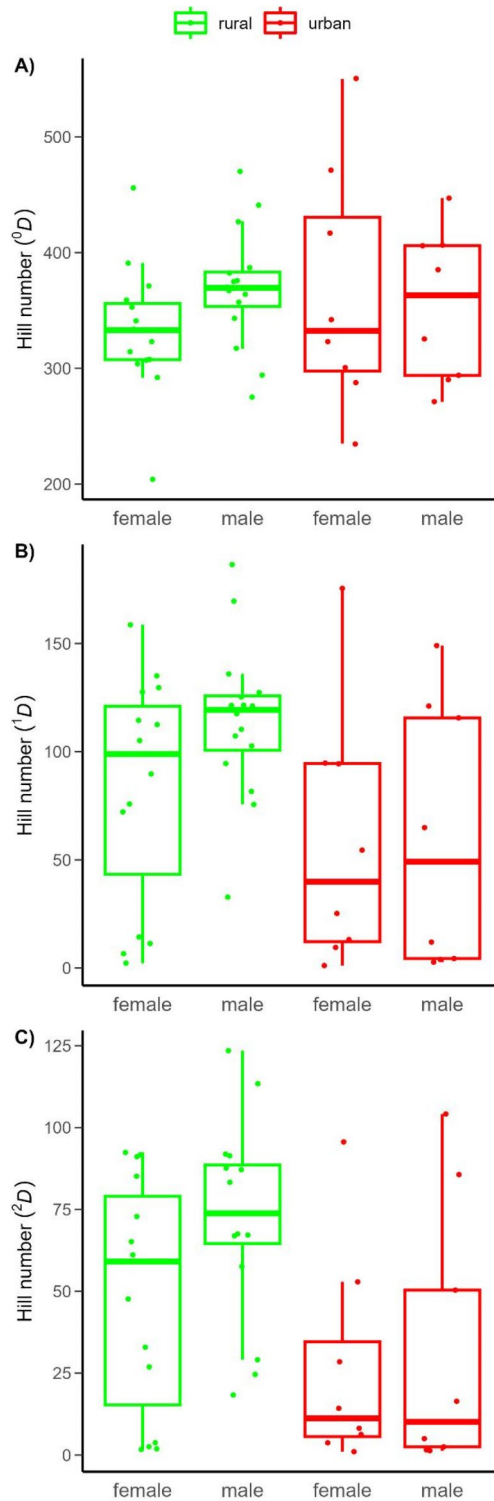 rural urban
A)
Hill number (⁰D)
500
400
300
200
female male female male
B)
Hill number (¹D)
150
100
50
0
female male female male
C)
Hill number (²D)
125
100
75
50
25
0
female male female male